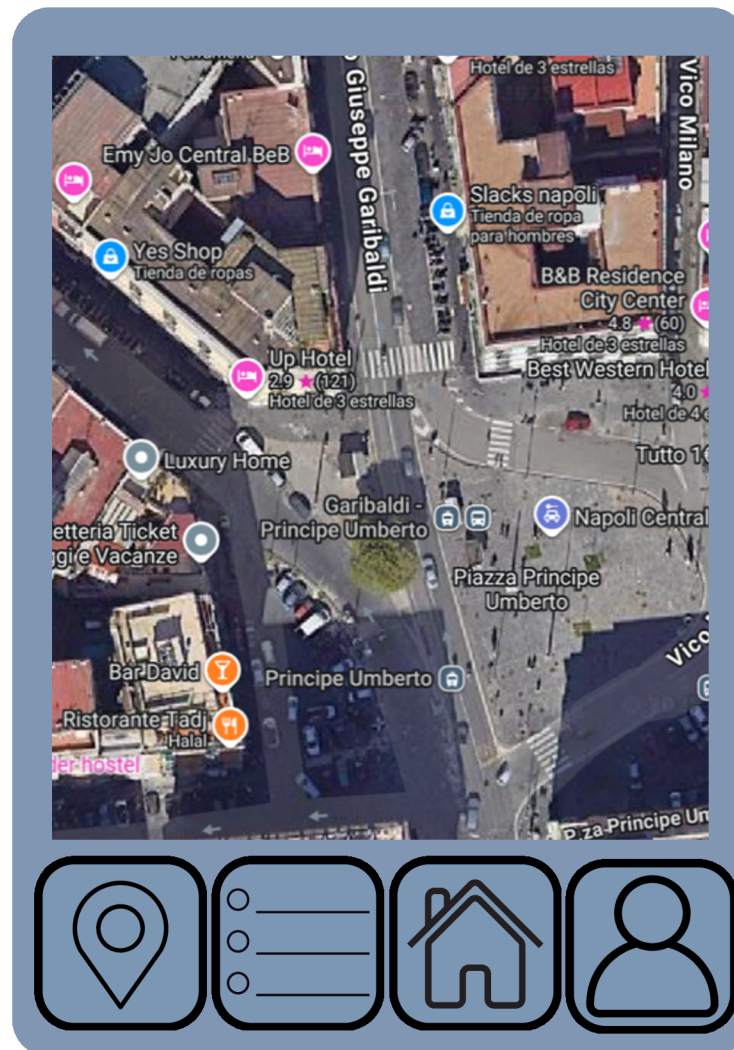 Hotel de 3 estrellas
o Giuseppe Garibaldi
Vico Milano
Emy Jo Central BeB
Slacks napoli
Tienda de ropa
para hombres
Yes Shop
Tienda de ropas
B&B Residence
City Center
4.8 ★ (60)
Hotel de 3 estrellas
Up Hotel
2.9 ★ (121)
Hotel de 3 estrellas
Best Western Hotel
4.0 ★
Hotel de 4 e
Luxury Home
Tutto 1€
Garibaldi -
Principe Umberto
Napoli Central
etteria Ticket
ggi e Vacanze
Piazza Principe
Umberto
Vico
Bar David
Principe Umberto
Ristorante Tadj
Halal
der hostel
P.za Principe Um